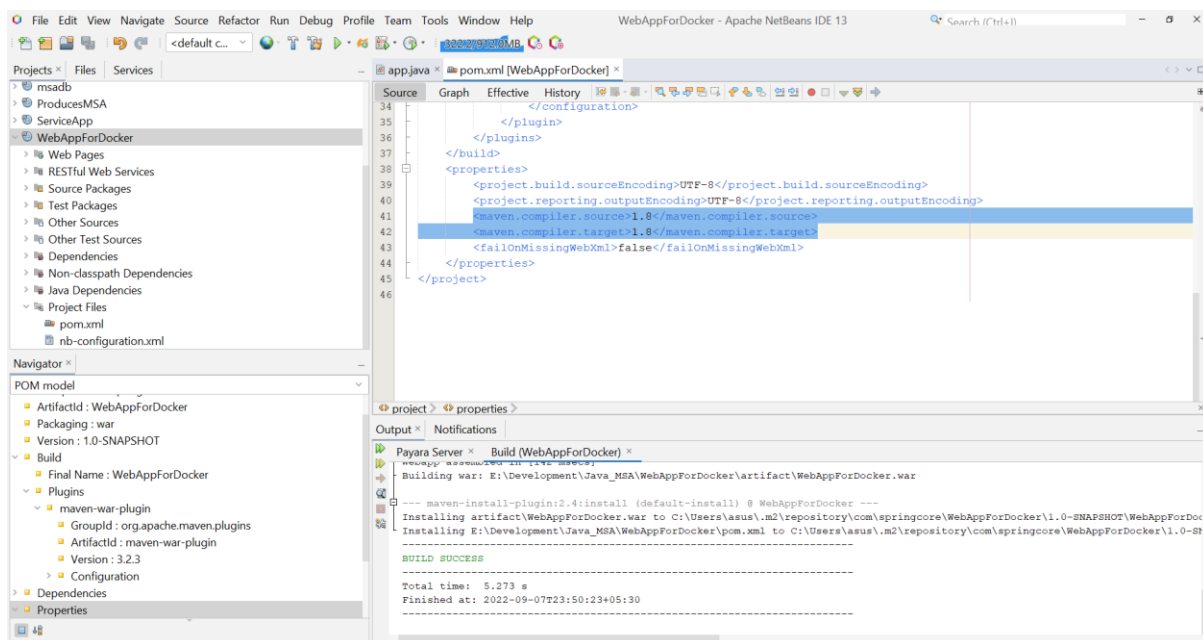 File Edit View Navigate Source Refactor Run Debug Profile Team Tools Window Help
WebAppForDocker - Apache NetBeans IDE 13
Search (Ctrl+I)
<default c...
322.2/912.0MB
Projects × Files Services
msadb
ProducesMSA
ServiceApp
WebAppForDocker
Web Pages
RESTful Web Services
Source Packages
Test Packages
Other Sources
Other Test Sources
Dependencies
Non-classpath Dependencies
Java Dependencies
Project Files
pom.xml
nb-configuration.xml
Navigator ×
POM model
ArtifactId : WebAppForDocker
Packaging : war
Version : 1.0-SNAPSHOT
Build
Final Name : WebAppForDocker
Plugins
maven-war-plugin
GroupId : org.apache.maven.plugins
ArtifactId : maven-war-plugin
Version : 3.2.3
Configuration
Dependencies
Properties
app.java × pom.xml [WebAppForDocker] ×
Source Graph Effective History
34 </configuration>
35 </plugin>
36 </plugins>
37 </build>
38 <properties>
39 <project.build.sourceEncoding>UTF-8</project.build.sourceEncoding>
40 <project.reporting.outputEncoding>UTF-8</project.reporting.outputEncoding>
41 <maven.compiler.source>1.8</maven.compiler.source>
42 <maven.compiler.target>1.8</maven.compiler.target>
43 <failOnMissingWebXml>false</failOnMissingWebXml>
44 </properties>
45 </project>
46
project properties
Output × Notifications
Payara Server × Build (WebAppForDocker) ×
Webapp assembled in [142 msecs]
Building war: E:\Development\Java_MSA\WebAppForDocker\artifact\WebAppForDocker.war
--- maven-install-plugin:2.4:install (default-install) @ WebAppForDocker ---
Installing artifact\WebAppForDocker.war to C:\Users\asus\.m2\repository\com\springcore\WebAppForDocker\1.0-SNAPSHOT\WebAppForDoc
Installing E:\Development\Java_MSA\WebAppForDocker\pom.xml to C:\Users\asus\.m2\repository\com\springcore\WebAppForDocker\1.0-SN
------------------------------------------------------------------------
BUILD SUCCESS
------------------------------------------------------------------------
Total time: 5.273 s
Finished at: 2022-09-07T23:50:23+05:30
------------------------------------------------------------------------